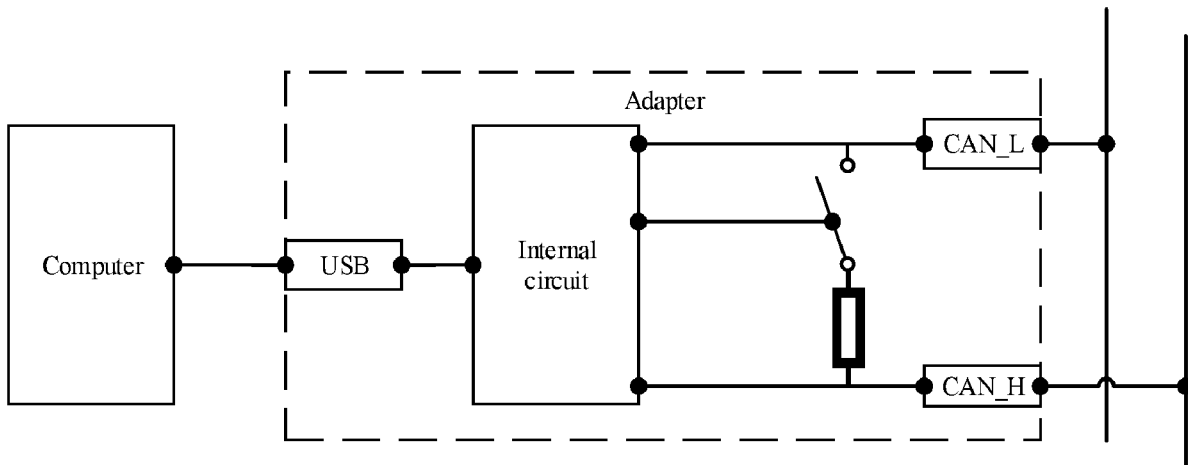 Adapter
CAN_L
Computer
USB
Internal
circuit
CAN_H